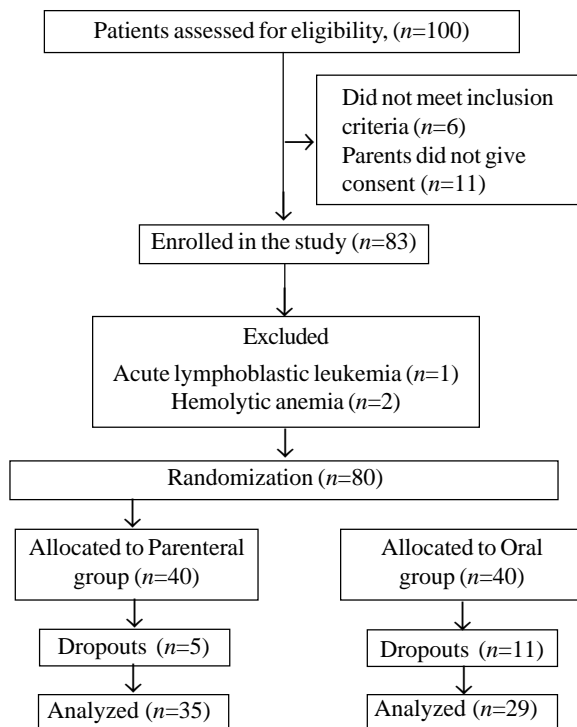 Patients assessed for eligibility, (n=100)
Did not meet inclusion
criteria (n=6)
Parents did not give
consent (n=11)
Enrolled in the study (n=83)
Excluded
Acute lymphoblastic leukemia (n=1)
Hemolytic anemia (n=2)
Randomization (n=80)
Allocated to Parenteral
group (n=40)
Allocated to Oral
group (n=40)
Dropouts (n=5)
Dropouts (n=11)
Analyzed (n=35)
Analyzed (n=29)